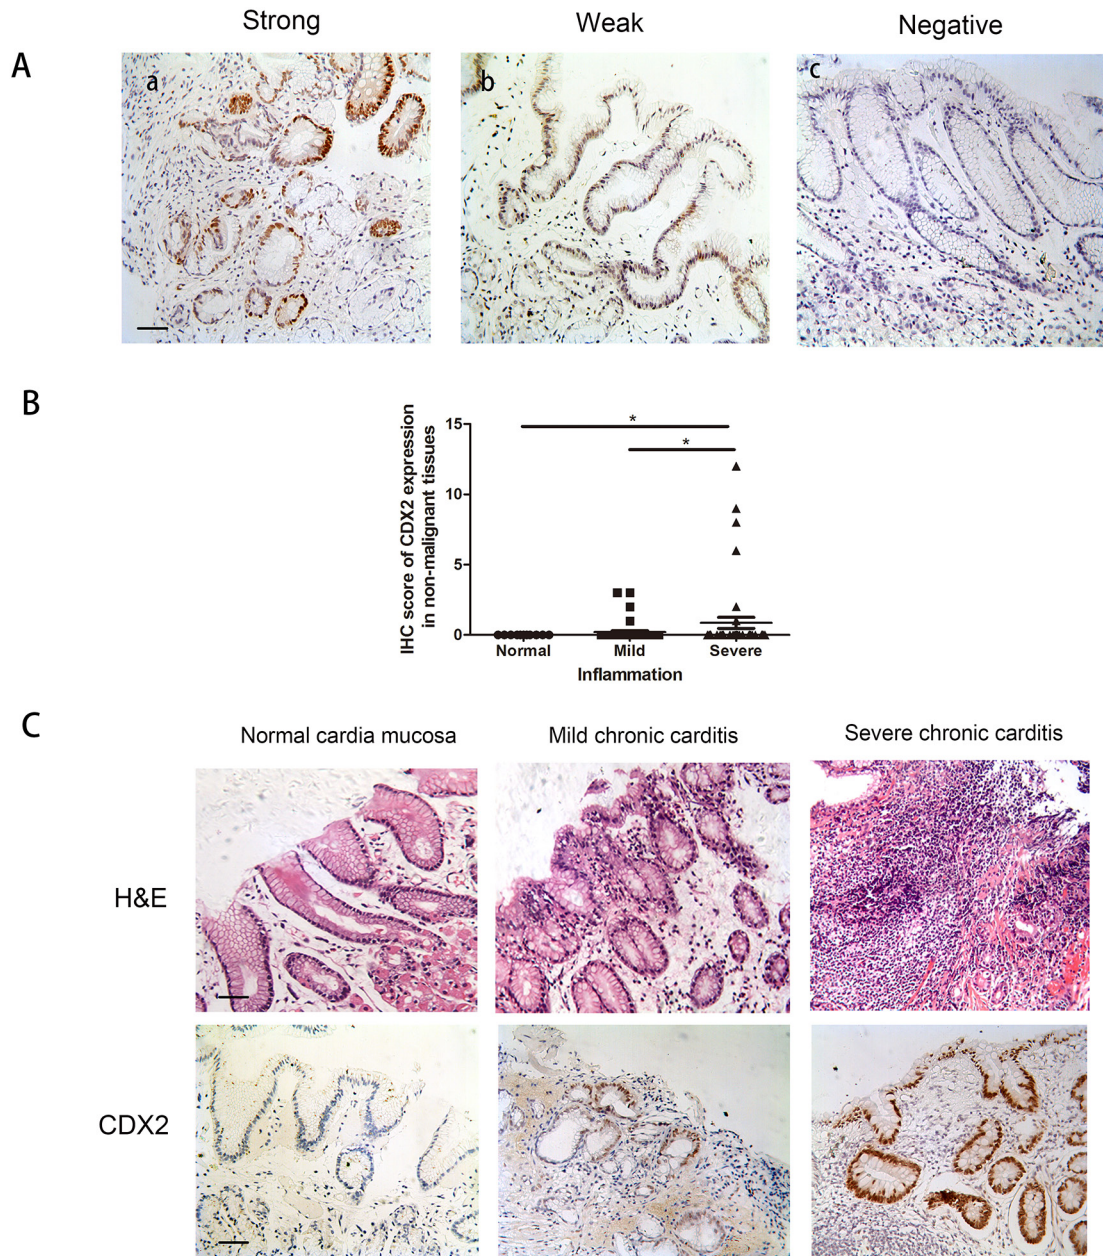 Strong Weak Negative
A
a b c
B
IHC score of CDX2 expression
in non-malignant tissues
15
10
5
0
* 
*
Normal Mild Severe
Inflammation
C
Normal cardia mucosa Mild chronic carditis Severe chronic carditis
H&E
CDX2